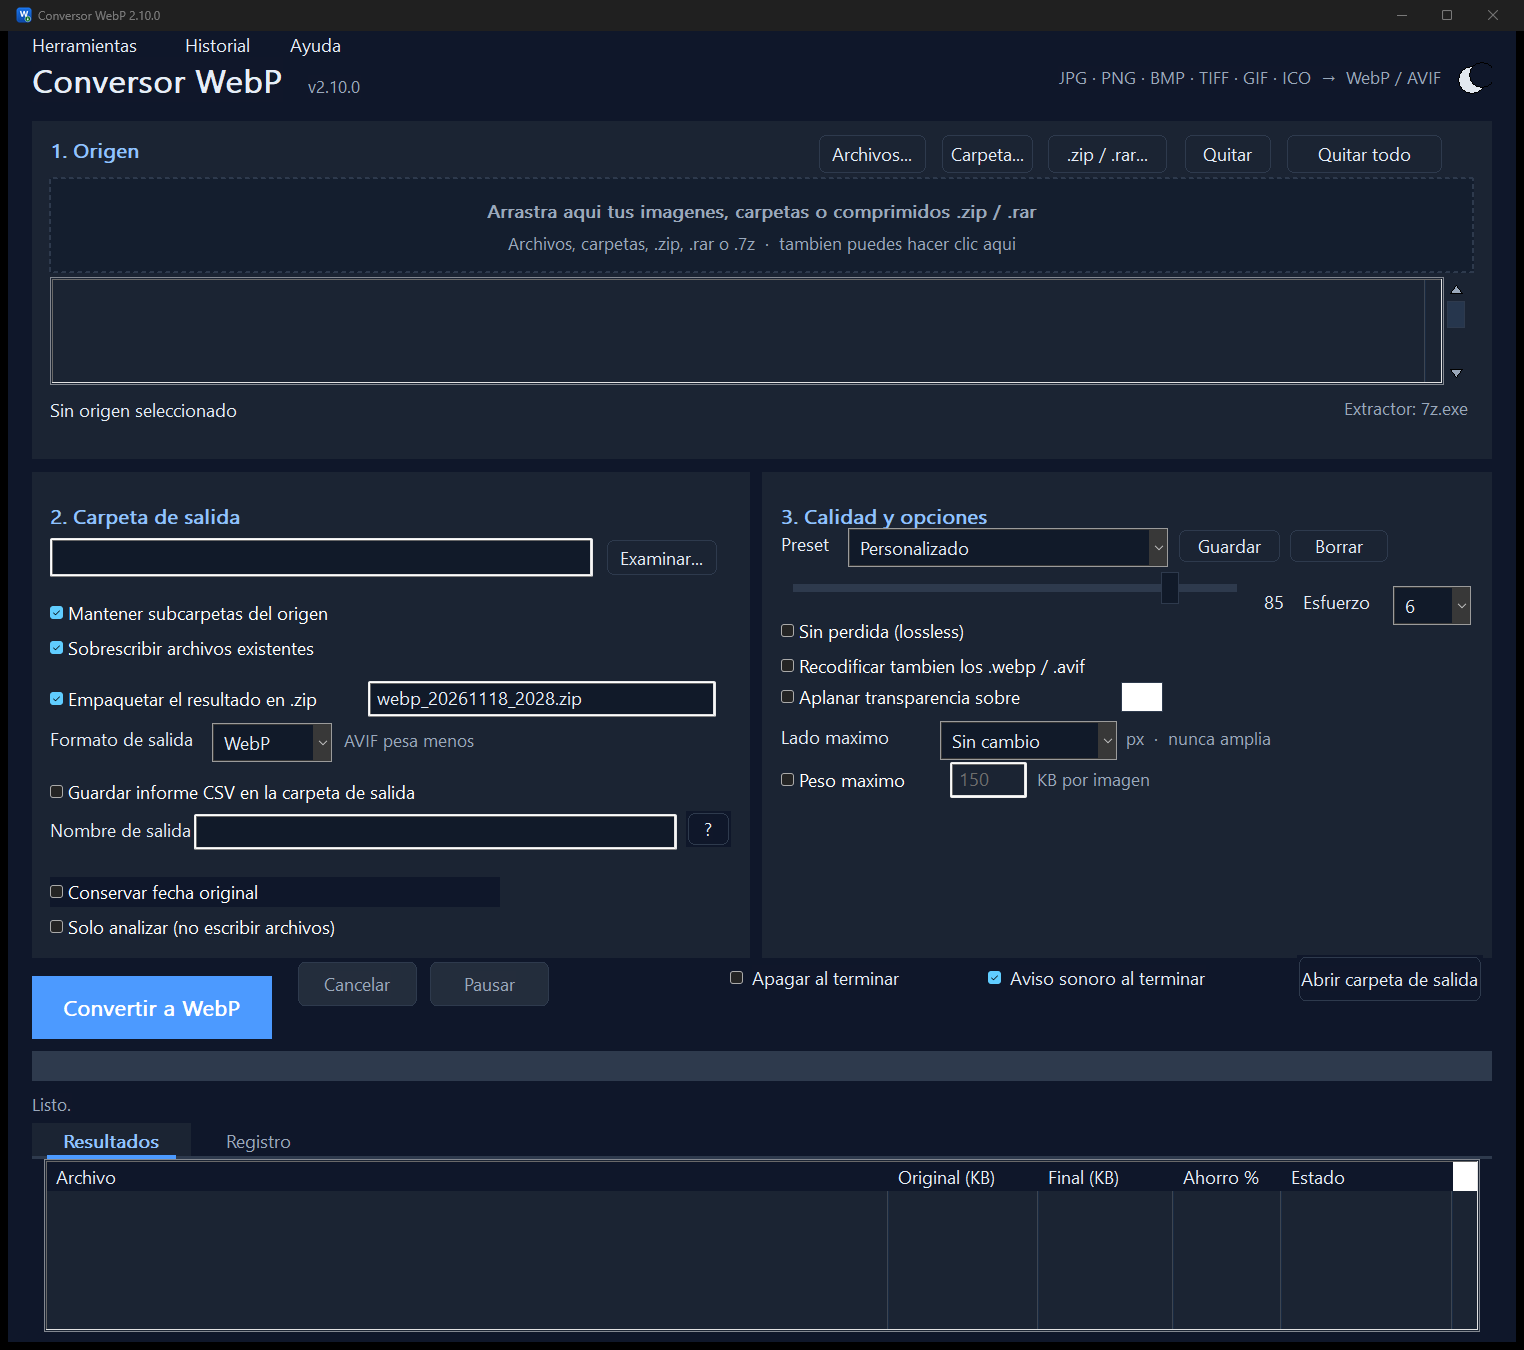 Conversor WebP 2.10.0
Herramientas Historial Ayuda
Conversor WebP v2.10.0
JPG · PNG · BMP · TIFF · GIF · ICO → WebP / AVIF
1. Origen
Archivos... Carpeta... .zip / .rar... Quitar Quitar todo
Arrastra aqui tus imagenes, carpetas o comprimidos .zip / .rar
Archivos, carpetas, .zip, .rar o .7z · tambien puedes hacer clic aqui
Sin origen seleccionado
Extractor: 7z.exe
2. Carpeta de salida
Examinar...
Mantener subcarpetas del origen
Sobrescribir archivos existentes
Empaquetar el resultado en .zip webp_20261118_2028.zip
Formato de salida WebP AVIF pesa menos
Guardar informe CSV en la carpeta de salida
Nombre de salida ?
Conservar fecha original
Solo analizar (no escribir archivos)
3. Calidad y opciones
Preset Personalizado Guardar Borrar
85 Esfuerzo 6
Sin perdida (lossless)
Recodificar tambien los .webp / .avif
Aplanar transparencia sobre
Lado maximo Sin cambio px · nunca amplia
Peso maximo 150 KB por imagen
Convertir a WebP Cancelar Pausar Apagar al terminar Aviso sonoro al terminar Abrir carpeta de salida
Listo.
Resultados Registro
Archivo Original (KB) Final (KB) Ahorro % Estado